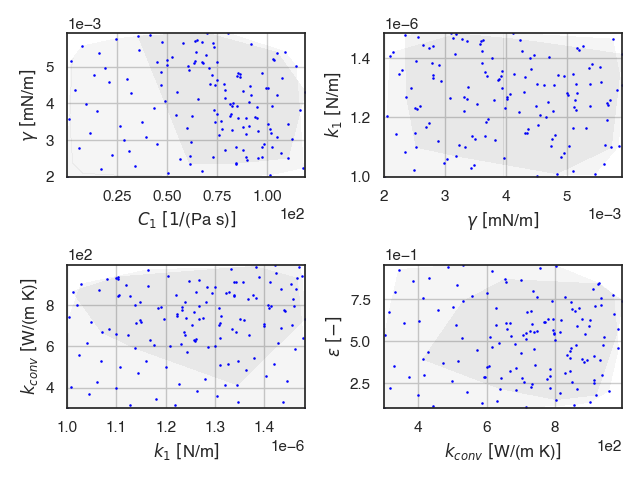 1e−3
5
4
3
2
γ [mN/m]
0.25 0.50 0.75 1.00
C₁ [1/(Pa s)]
1e2
1e−6
1.4
1.2
1.0
k₁ [N/m]
2 3 4 5
γ [mN/m]
1e−3
1e2
8
6
4
k_conv [W/(m K)]
1.0 1.1 1.2 1.3 1.4
k₁ [N/m]
1e−6
1e−1
7.5
5.0
2.5
ε [−]
4 6 8
k_conv [W/(m K)]
1e2